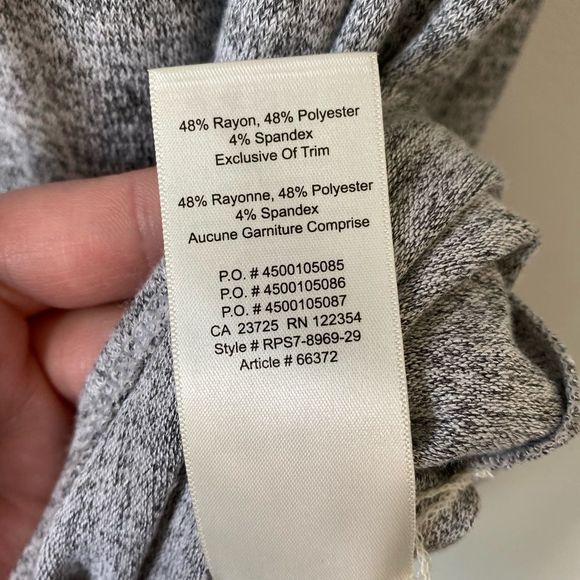 48% Rayon, 48% Polyester
4% Spandex
Exclusive Of Trim
48% Rayonne, 48% Polyester
4% Spandex
Aucune Garniture Comprise
P.O. # 4500105085
P.O. # 4500105086
P.O. # 4500105087
CA 23725 RN 122354
Style # RPS7-8969-29
Article # 66372